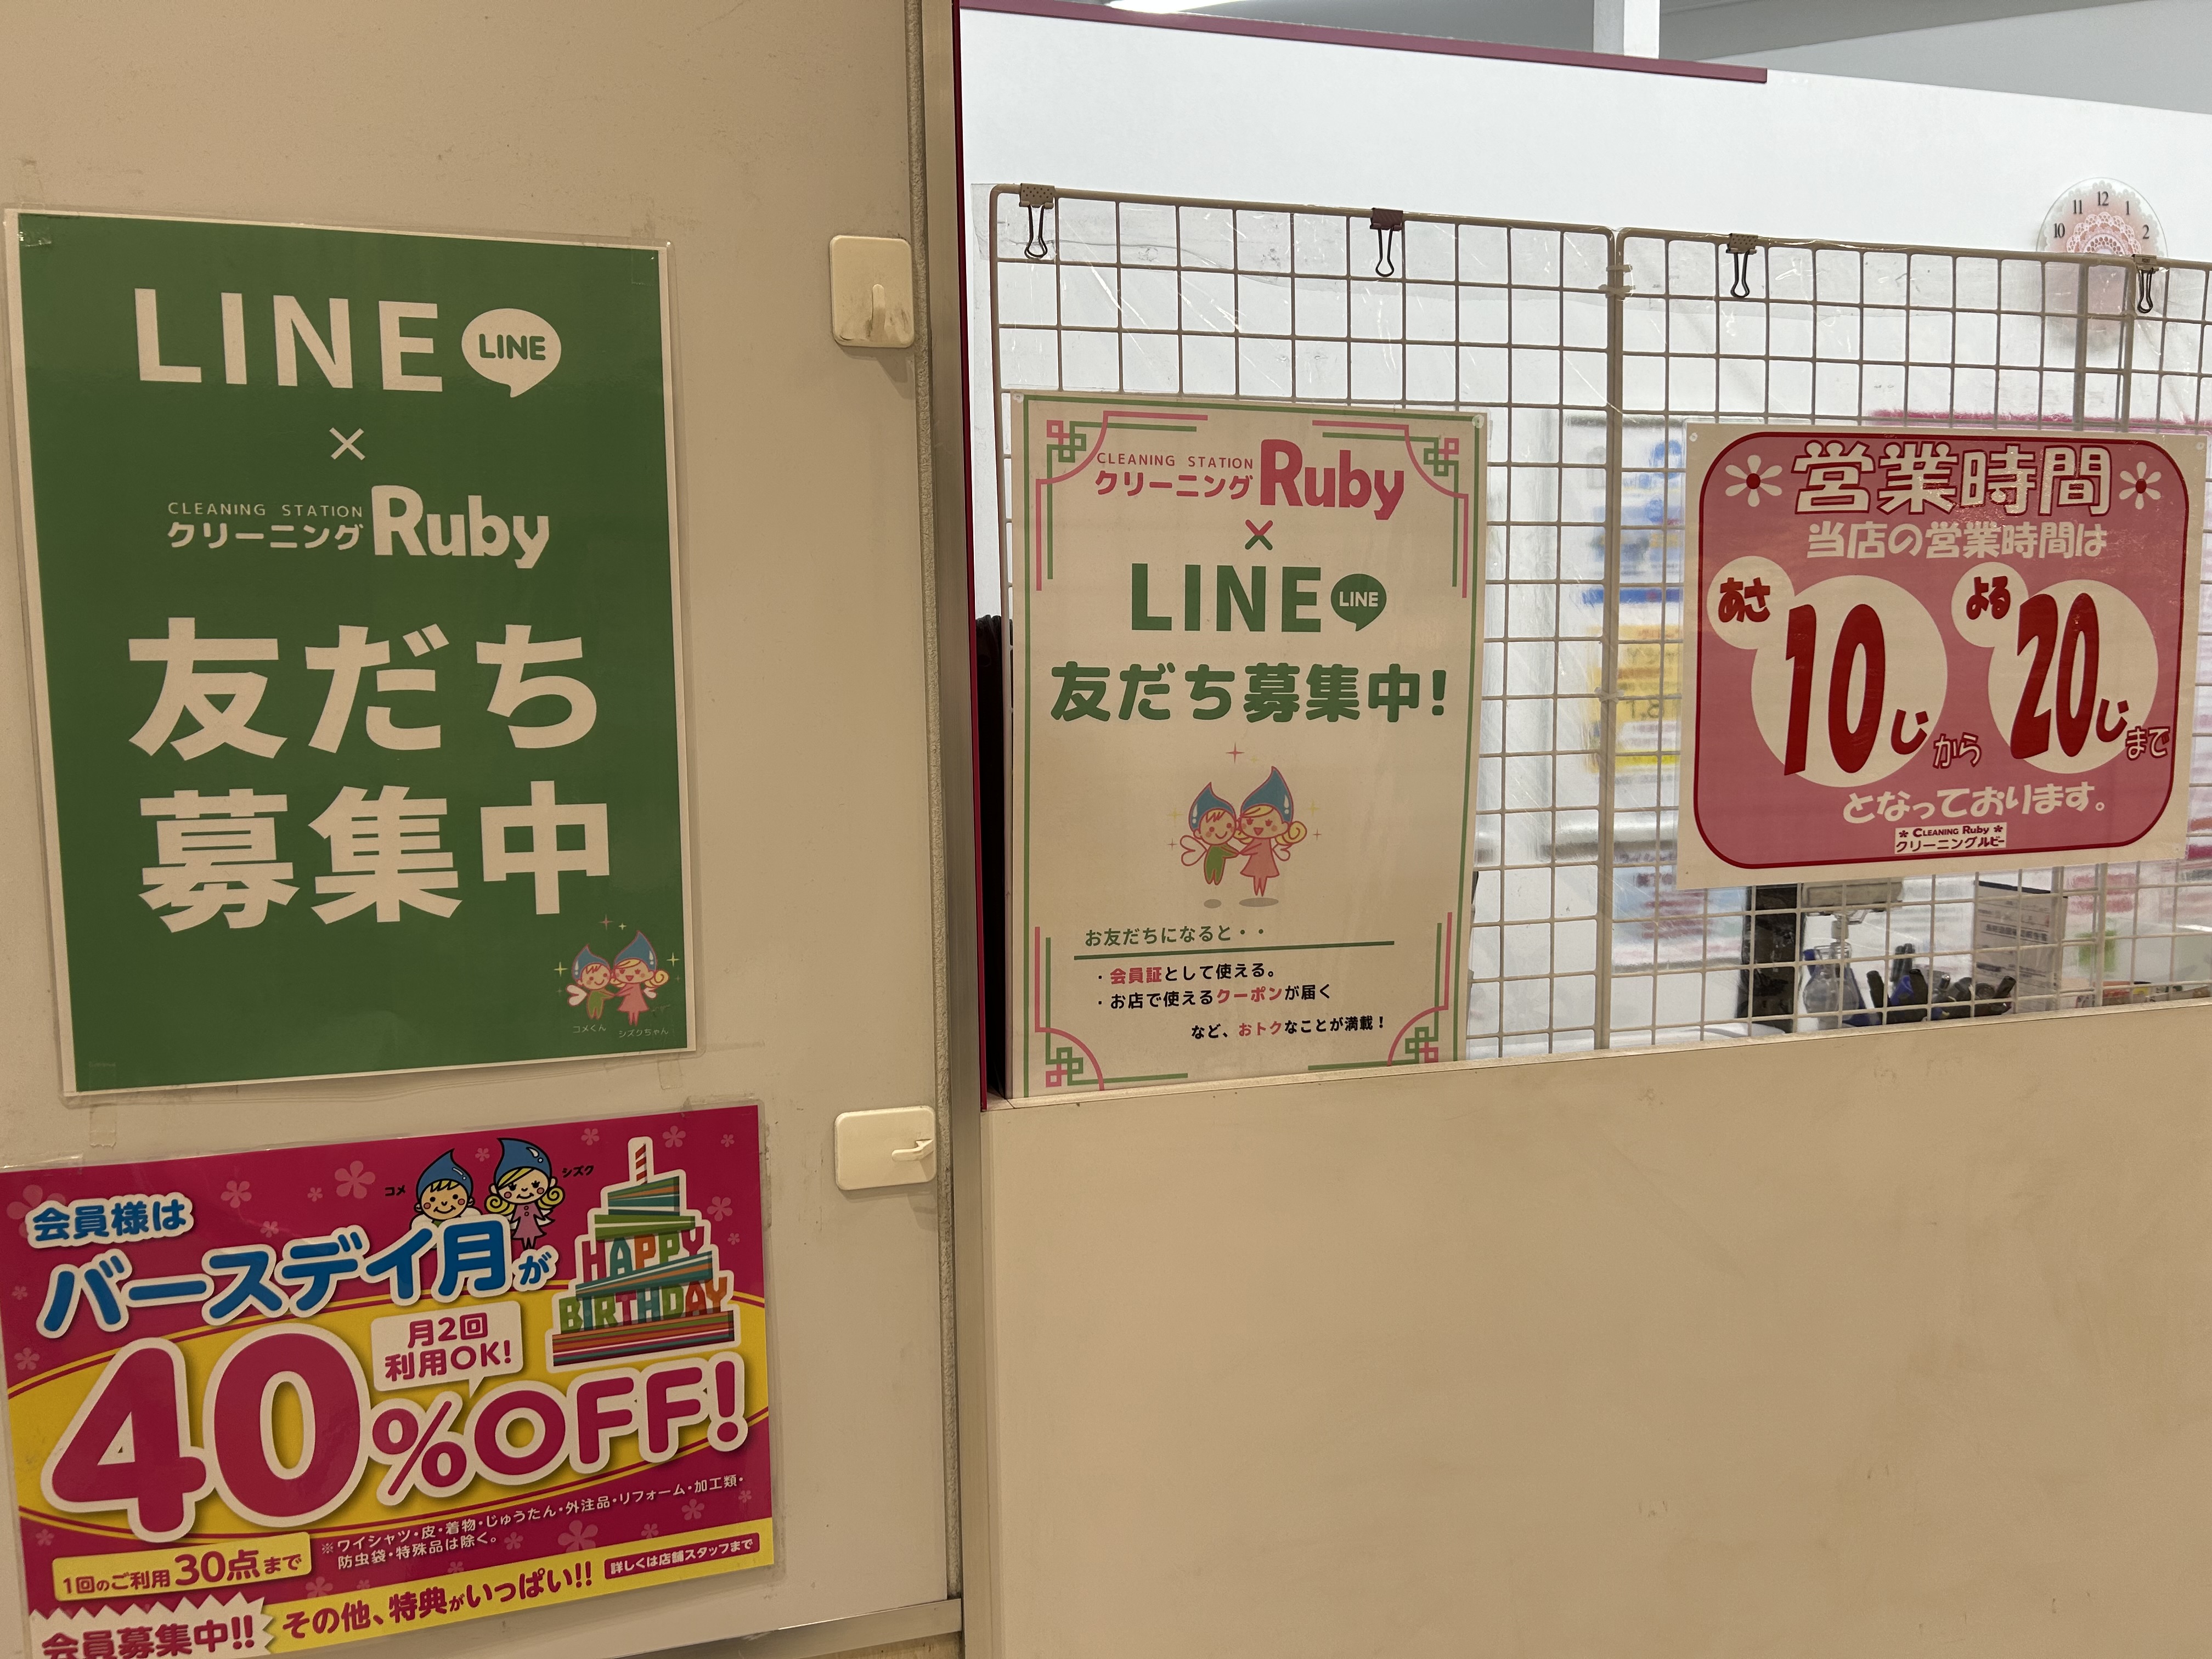 LINE LINE
×
CLEANING STATION
クリーニング Ruby
友だち
募集中
コメくん シズクちゃん
コメ シズク
会員様は
バースデイ月が
HAPPY
BIRTHDAY
月2回
利用OK!
40%OFF!
※ワイシャツ・皮・着物・じゅうたん・外注品・リフォーム・加工類・
防虫袋・特殊品は除く。
1回のご利用30点まで
会員募集中!!
その他、特典がいっぱい!!
詳しくは店舗スタッフまで
CLEANING STATION
クリーニング Ruby
×
LINE LINE
友だち募集中!
お友だちになると・・
・会員証として使える。
・お店で使えるクーポンが届く
など、おトクなことが満載！
営業時間
当店の営業時間は
あさ 10じから よる 20じまで
となっております。
CLEANING Ruby
クリーニングルビー
10 11 12 1 2